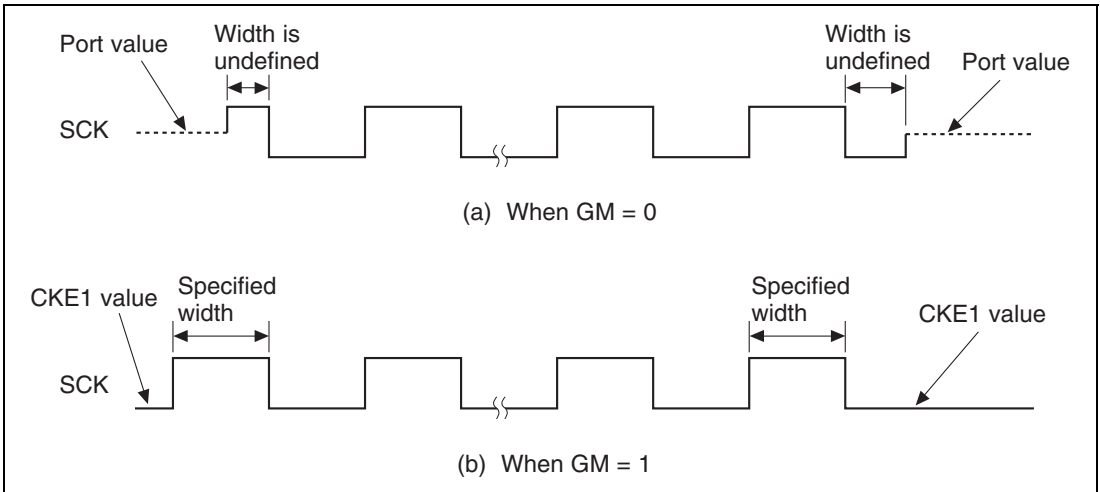 Port value
Width is
undefined
Width is
undefined
Port value
SCK
(a) When GM = 0
CKE1 value
Specified
width
Specified
width
CKE1 value
SCK
(b) When GM = 1